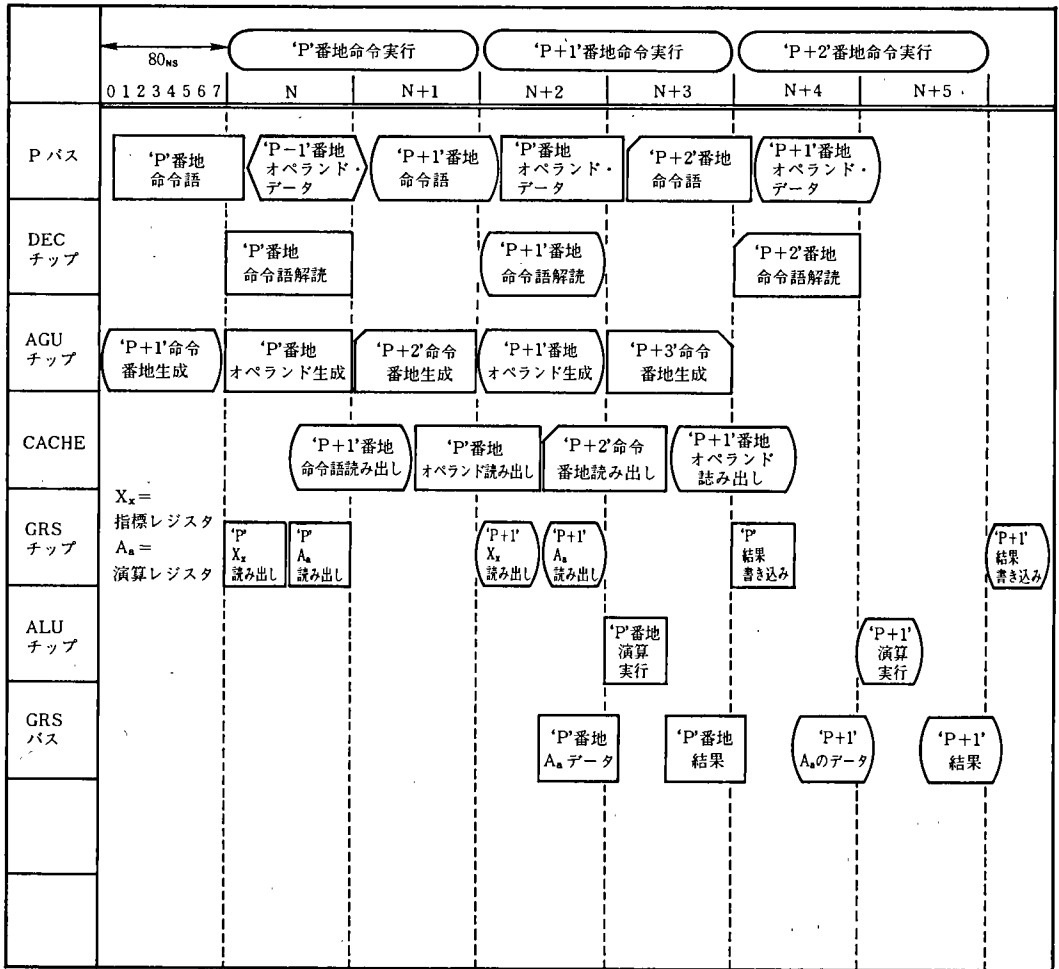 80NS
'P'番地命令実行
'P+1'番地命令実行
'P+2'番地命令実行
0 1 2 3 4 5 6 7
N
N+1
N+2
N+3
N+4
N+5
P バス
'P'番地
命令語
'P−1'番地
オペランド・
データ
'P+1'番地
命令語
'P'番地
オペランド・
データ
'P+2'番地
命令語
'P+1'番地
オペランド・
データ
DEC
チップ
'P'番地
命令語解読
'P+1'番地
命令語解読
'P+2'番地
命令語解読
AGU
チップ
'P+1'命令
番地生成
'P'番地
オペランド生成
'P+2'命令
番地生成
'P+1'番地
オペランド生成
'P+3'命令
番地生成
CACHE
'P+1'番地
命令語読み出し
'P'番地
オペランド読み出し
'P+2'命令
番地読み出し
'P+1'番地
オペランド
読み出し
Xx=
指標レジスタ
Aa=
演算レジスタ
GRS
チップ
'P'
Xx
読み出し
'P'
Aa
読み出し
'P+1'
Xx
読み出し
'P+1'
Aa
読み出し
'P'
結果
書き込み
'P+1'
結果
書き込み
ALU
チップ
'P'番地
演算
実行
'P+1'
演算
実行
GRS
バス
'P'番地
Aaデータ
'P'番地
結果
'P+1'
Aaのデータ
'P+1'
結果